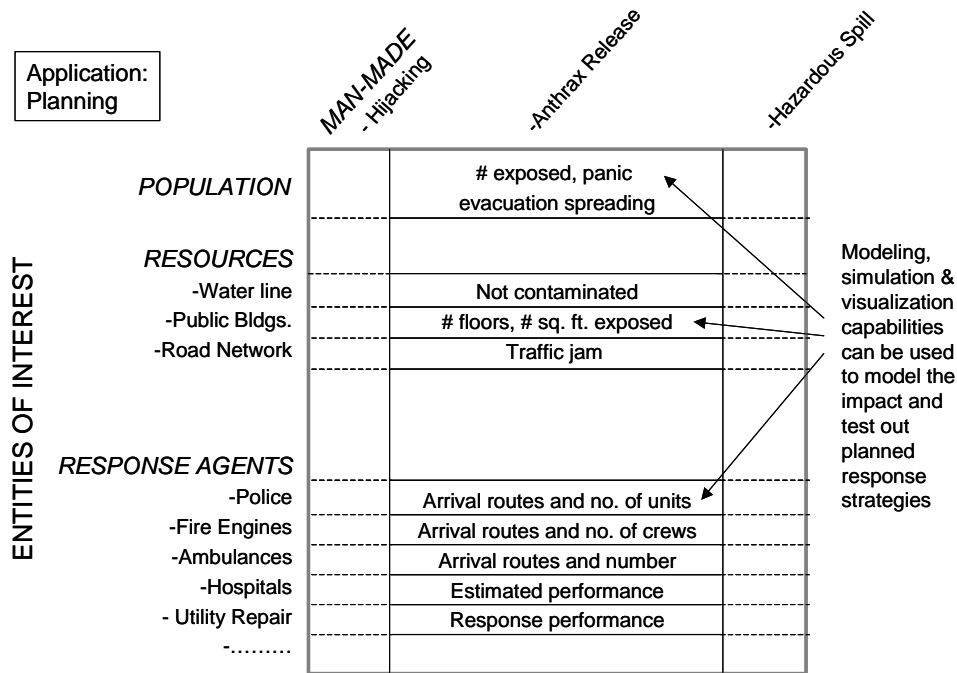 Application:
Planning
MAN-MADE
- Hijacking
-Anthrax Release
-Hazardous Spill
ENTITIES OF INTEREST
POPULATION
# exposed, panic
evacuation spreading
RESOURCES
-Water line
Not contaminated
-Public Bldgs.
# floors, # sq. ft. exposed
-Road Network
Traffic jam
RESPONSE AGENTS
-Police
Arrival routes and no. of units
-Fire Engines
Arrival routes and no. of crews
-Ambulances
Arrival routes and number
-Hospitals
Estimated performance
- Utility Repair
Response performance
-.........
Modeling,
simulation &
visualization
capabilities
can be used
to model the
impact and
test out
planned
response
strategies